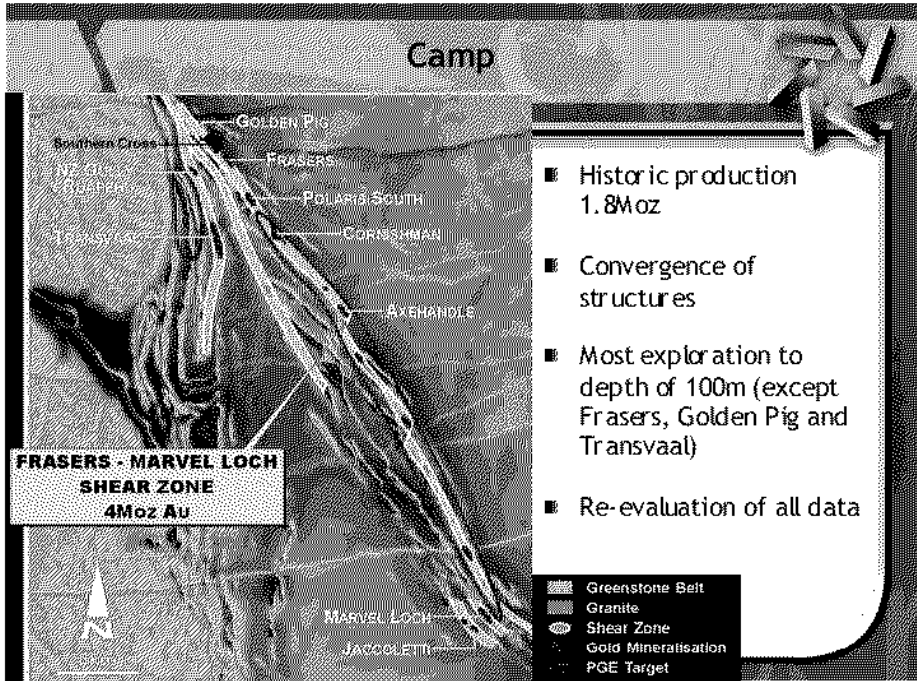 Camp
GOLDEN PIG
Southern Cross
FRASERS
POLARIS SOUTH
TRANSVAAL
CORNISHMAN
AXEHANDLE
FRASERS - MARVEL LOCH
SHEAR ZONE
4Moz Au
N
MARVEL LOCH
JACCOLETTI
Historic production
1.8Moz
Convergence of
structures
Most exploration to
depth of 100m (except
Frasers, Golden Pig and
Transvaal)
Re-evaluation of all data
Greenstone Belt
Granite
Shear Zone
Gold Mineralisation
PGE Target